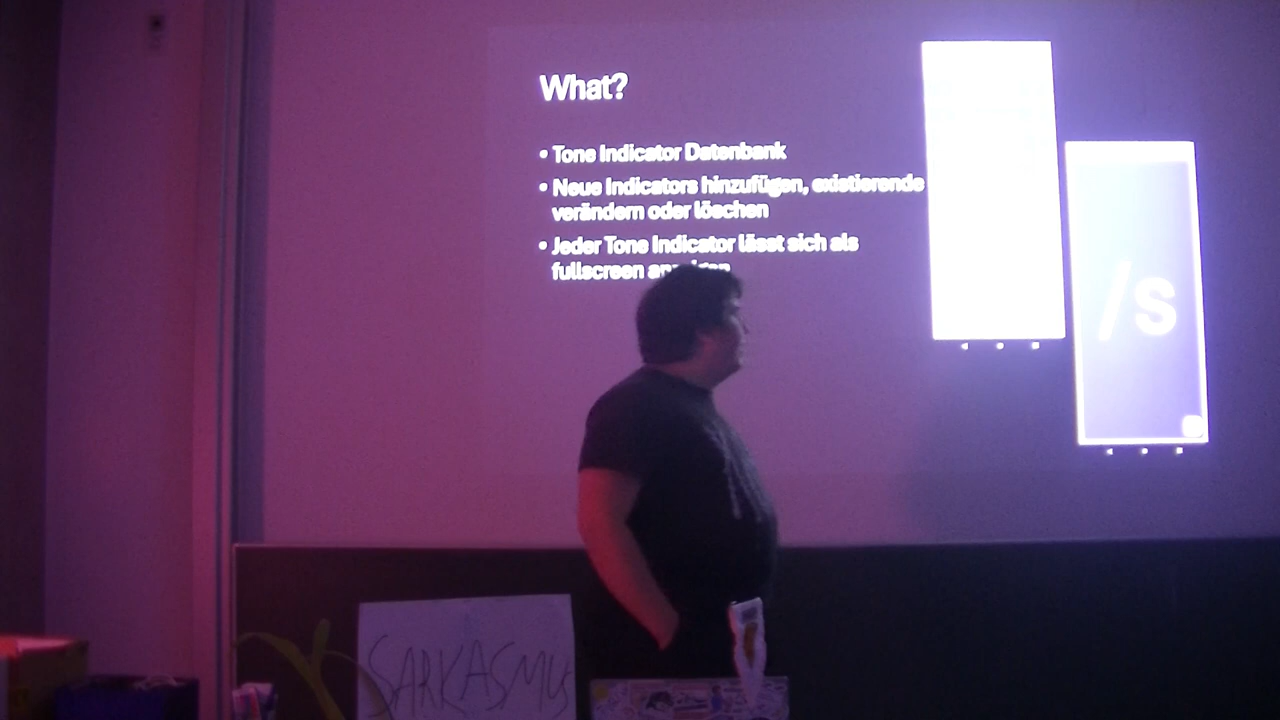 What?
• Tone Indicator Datenbank
• Neue Indicators hinzufügen, existierende
verändern oder löschen
• Jeder Tone Indicator lässt sich als
fullscreen
/s
SARKASMUS